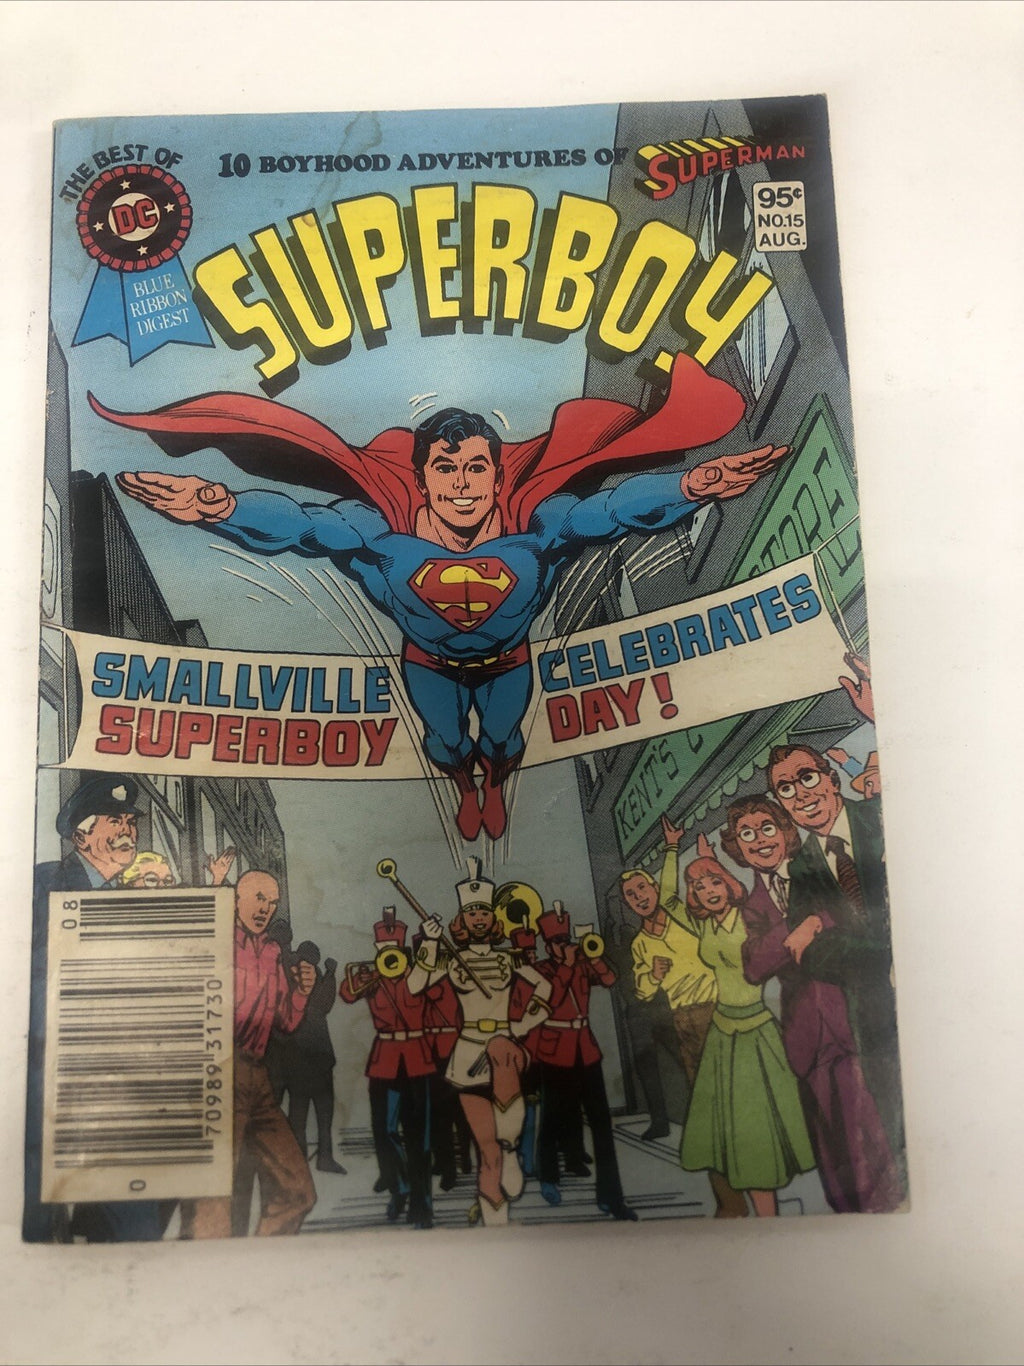 THE BEST OF
DC
BLUE
RIBBON
DIGEST
10 BOYHOOD ADVENTURES OF SUPERMAN
SUPERBOY
95¢
NO.15
AUG.
STORE
SMALLVILLE CELEBRATES
SUPERBOY DAY!
KENT'S
08
70989 31730
0